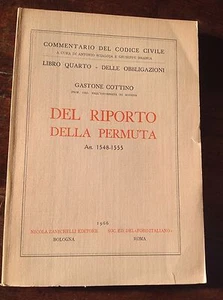 COMMENTARIO DEL CODICE CIVILE
A CURA DI ANTONIO SCIALOJA E GIUSEPPE BRANCA
LIBRO QUARTO - DELLE OBBLIGAZIONI
GASTONE COTTINO
DEL RIPORTO
DELLA PERMUTA
Art. 1548-1555
1966
NICOLA ZANICHELLI EDITORE
BOLOGNA
SOC. ED. DEL «FORO ITALIANO»
ROMA